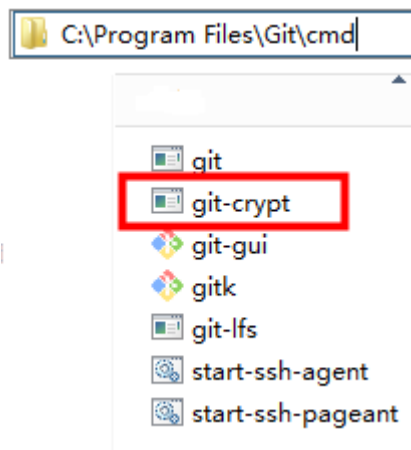 C:\Program Files\Git\cmd
git
git-crypt
git-gui
gitk
git-lfs
start-ssh-agent
start-ssh-pageant